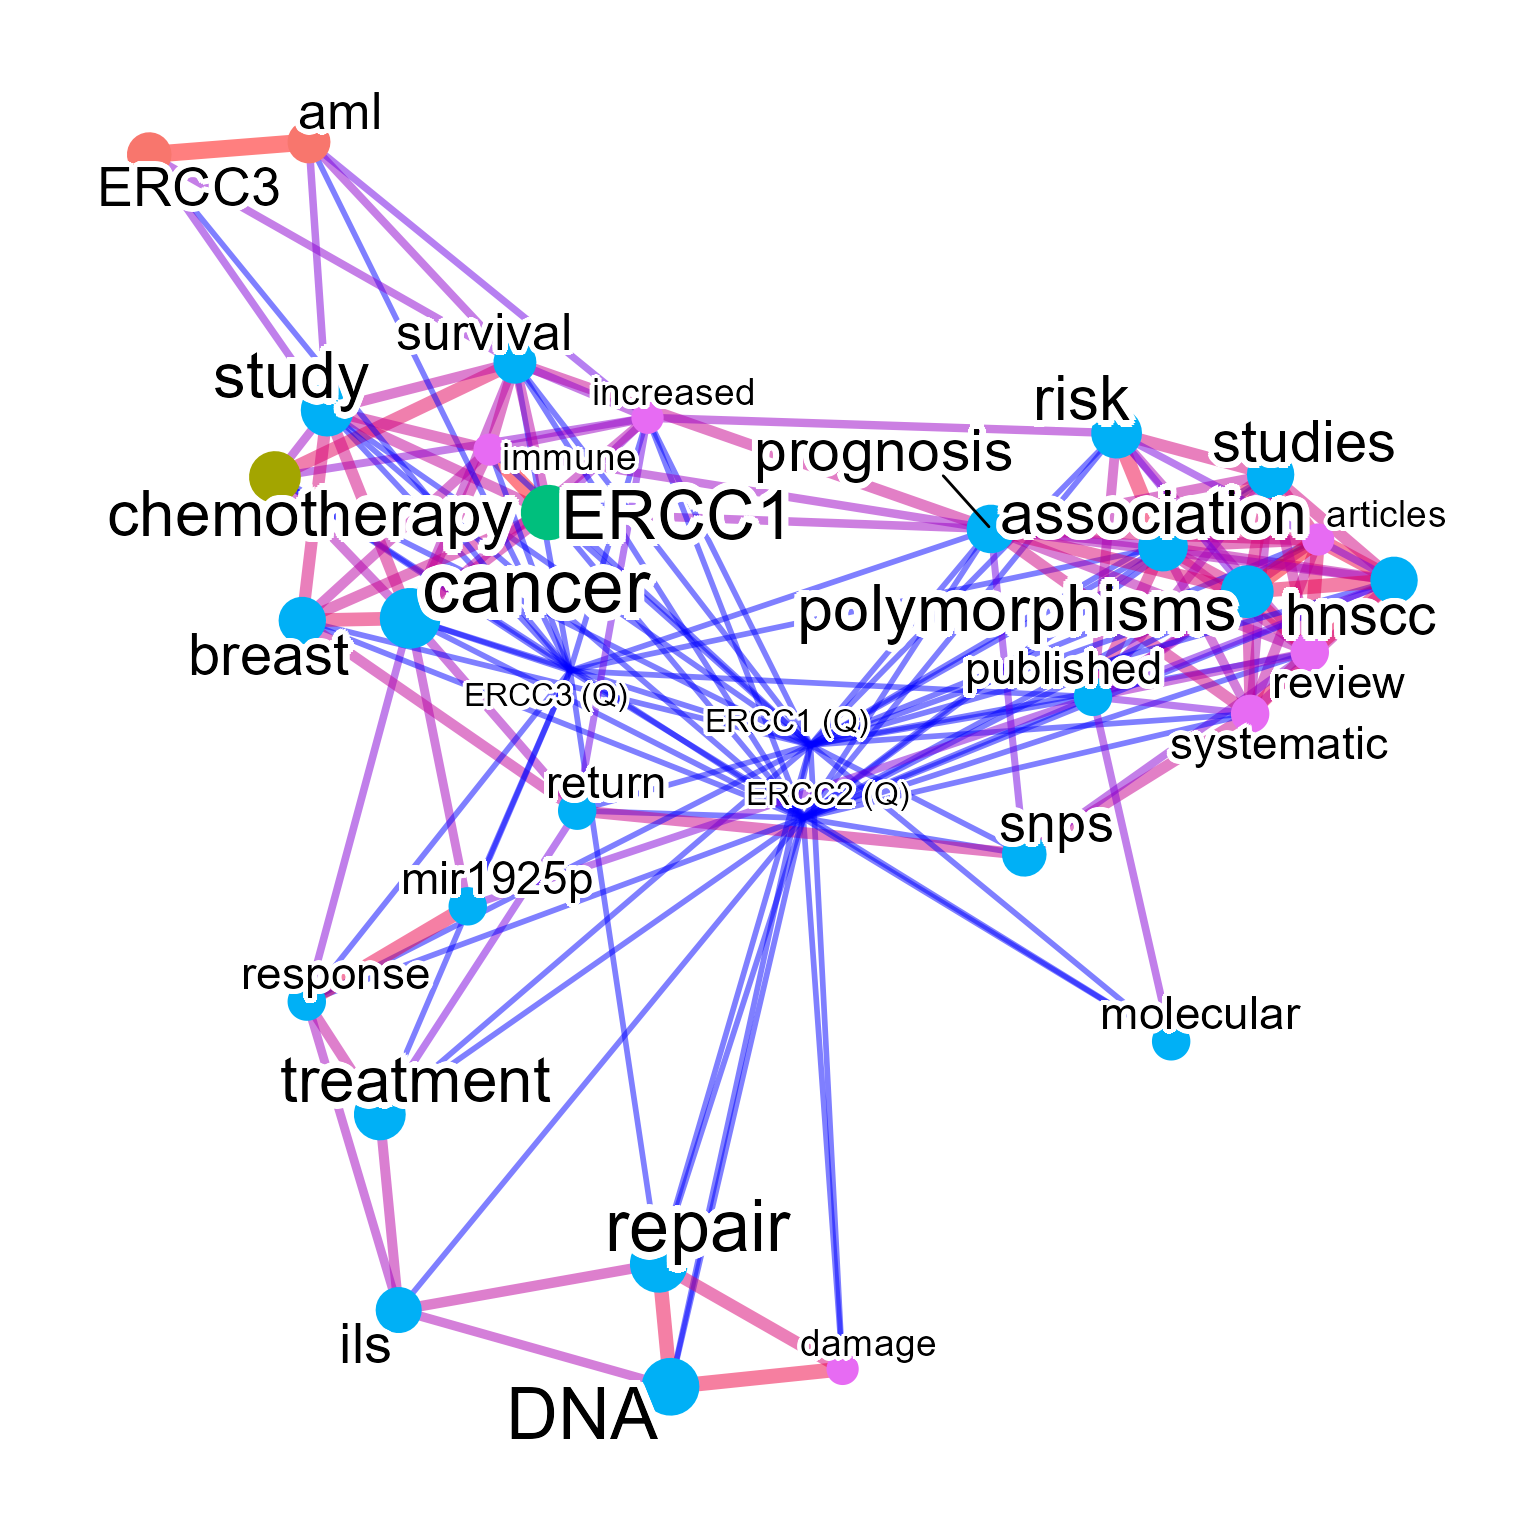 aml
ERCC3
survival
study
increased
risk
studies
prognosis
immune
chemotherapy
ERCC1
association
articles
cancer
polymorphisms
hnscc
breast
published
review
ERCC3 (Q)
ERCC1 (Q)
systematic
return
ERCC2 (Q)
snps
mir1925p
response
molecular
treatment
repair
ils
damage
DNA